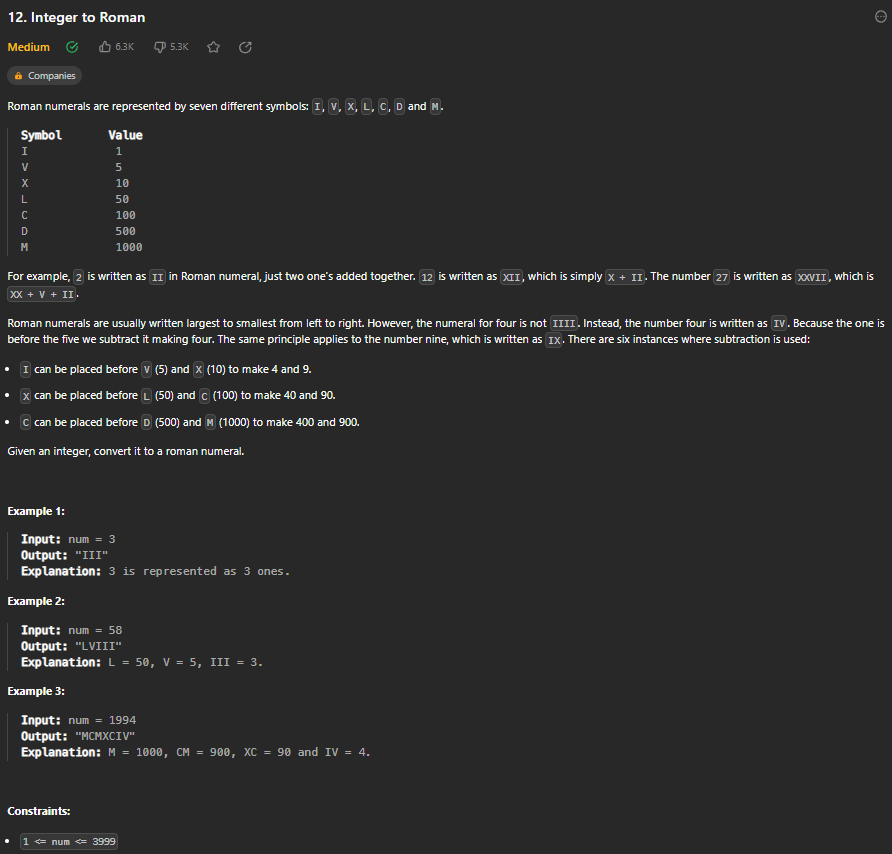 12. Integer to Roman
Medium 6.3K 5.3K
Companies
Roman numerals are represented by seven different symbols: I, V, X, L, C, D and M.
Symbol Value
I 1
V 5
X 10
L 50
C 100
D 500
M 1000
For example, 2 is written as II in Roman numeral, just two one's added together. 12 is written as XII, which is simply X + II. The number 27 is written as XXVII, which is
XX + V + II.
Roman numerals are usually written largest to smallest from left to right. However, the numeral for four is not IIII. Instead, the number four is written as IV. Because the one is
before the five we subtract it making four. The same principle applies to the number nine, which is written as IX. There are six instances where subtraction is used:
• I can be placed before V (5) and X (10) to make 4 and 9.
• X can be placed before L (50) and C (100) to make 40 and 90.
• C can be placed before D (500) and M (1000) to make 400 and 900.
Given an integer, convert it to a roman numeral.
Example 1:
Input: num = 3
Output: "III"
Explanation: 3 is represented as 3 ones.
Example 2:
Input: num = 58
Output: "LVIII"
Explanation: L = 50, V = 5, III = 3.
Example 3:
Input: num = 1994
Output: "MCMXCIV"
Explanation: M = 1000, CM = 900, XC = 90 and IV = 4.
Constraints:
• 1 <= num <= 3999